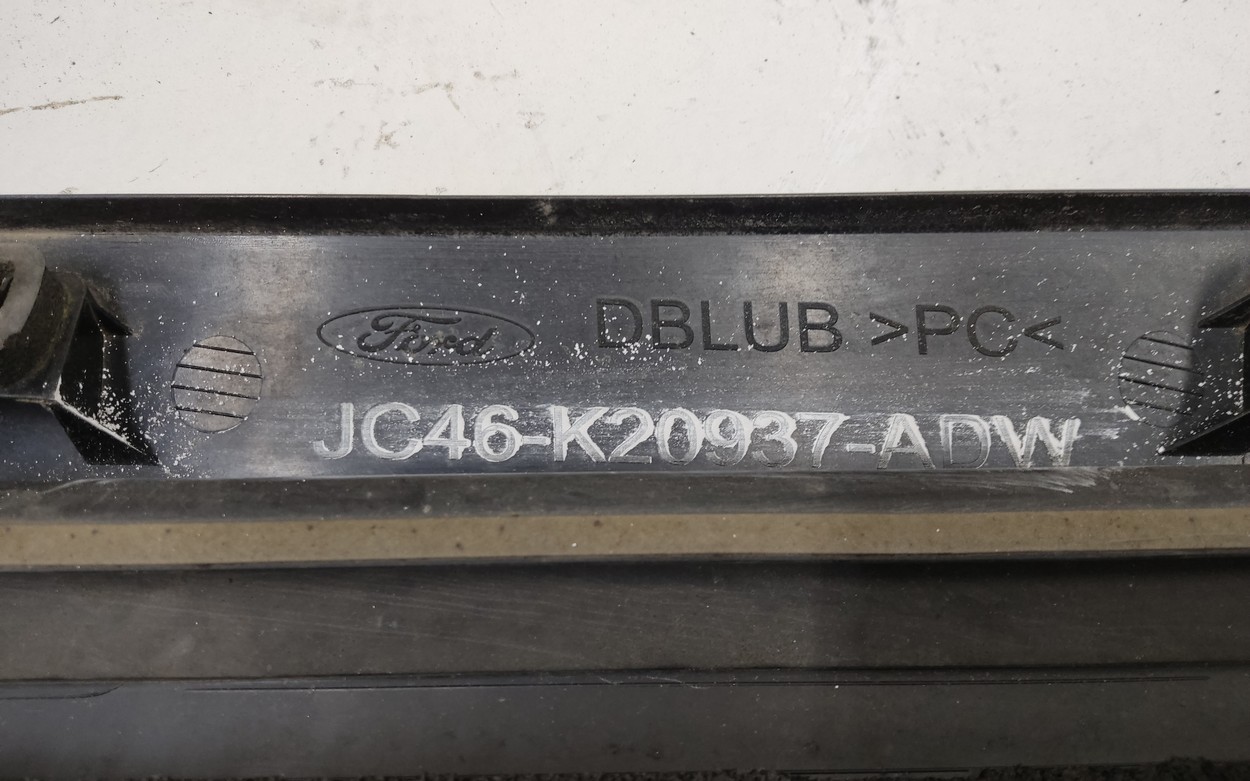 Ford DBLUB >PC<
JC46-K20937-ADW